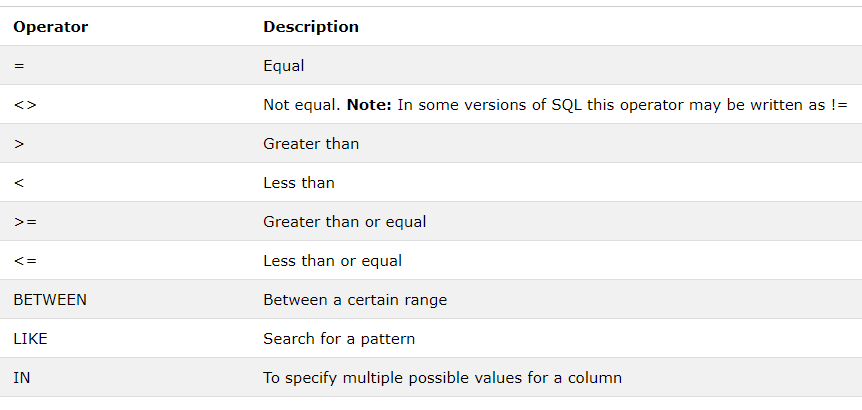 Operator Description
= Equal
<> Not equal. Note: In some versions of SQL this operator may be written as !=
> Greater than
< Less than
>= Greater than or equal
<= Less than or equal
BETWEEN Between a certain range
LIKE Search for a pattern
IN To specify multiple possible values for a column